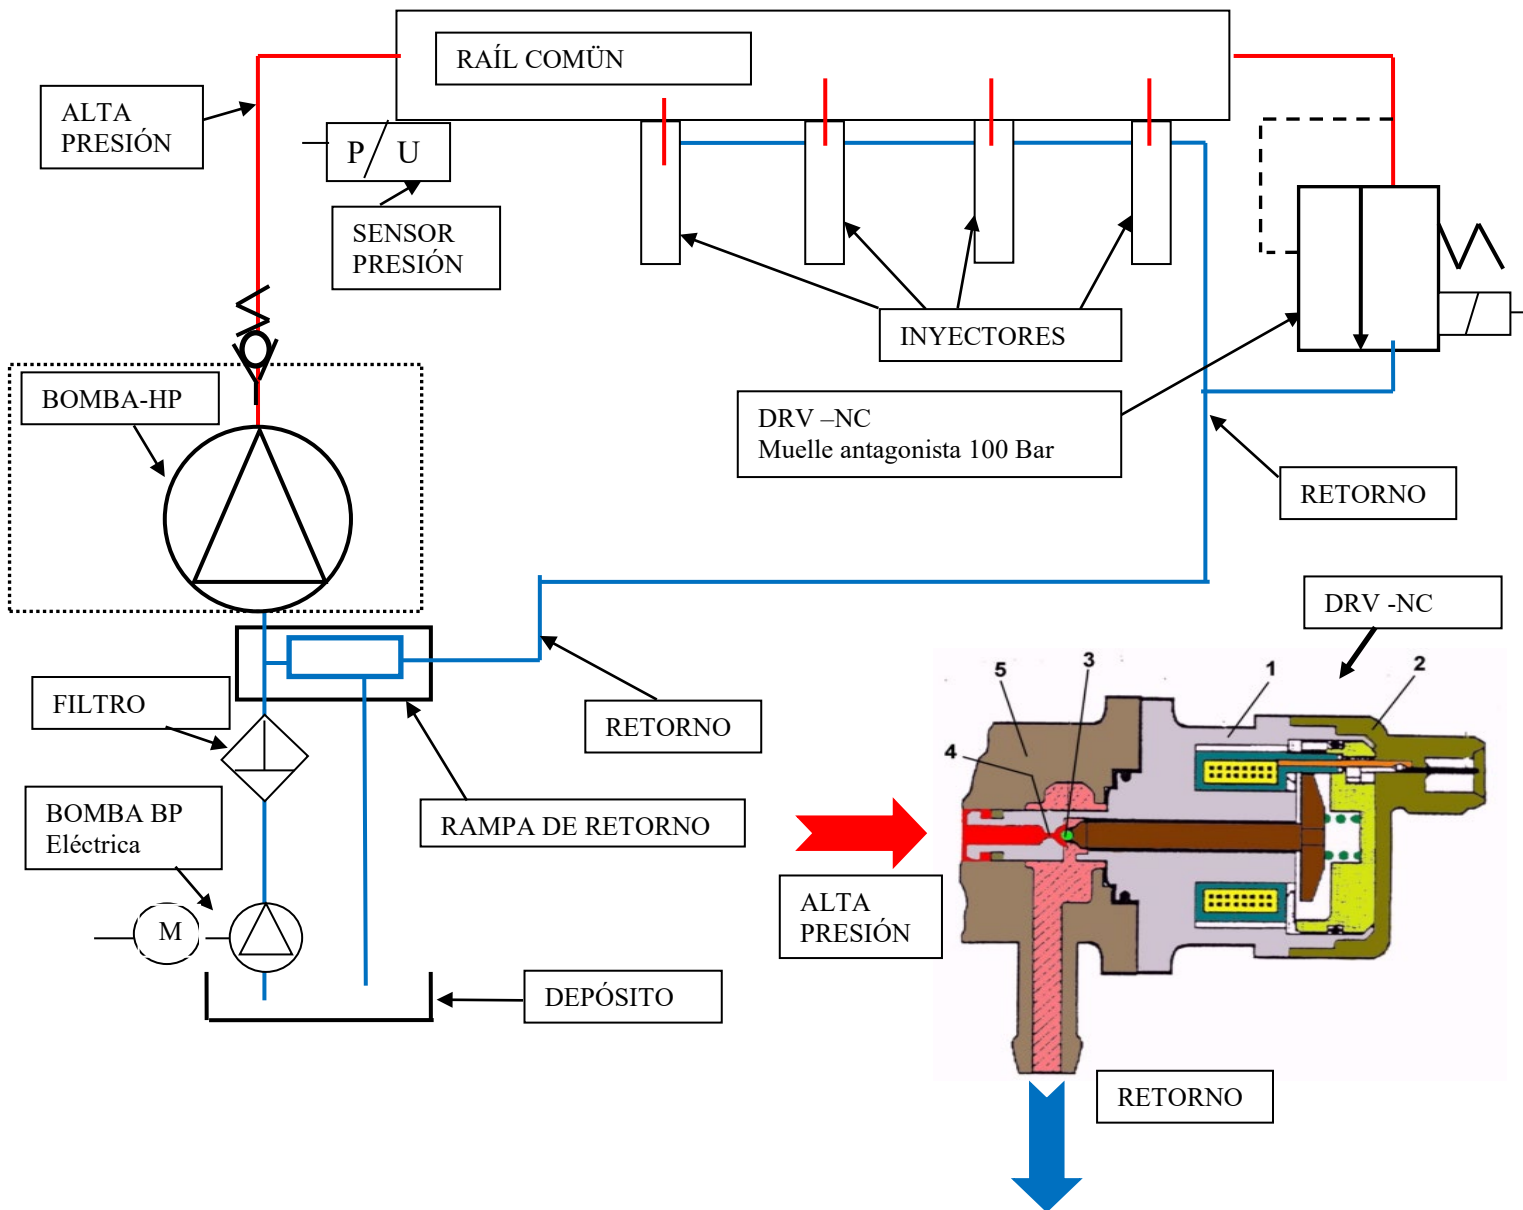 RAÍL COMÜN
ALTA
PRESIÓN
P/U
SENSOR
PRESIÓN
INYECTORES
BOMBA-HP
DRV –NC
Muelle antagonista 100 Bar
RETORNO
DRV -NC
FILTRO
RETORNO
BOMBA BP
Eléctrica
RAMPA DE RETORNO
M
DEPÓSITO
5
3
1
2
4
ALTA
PRESIÓN
RETORNO